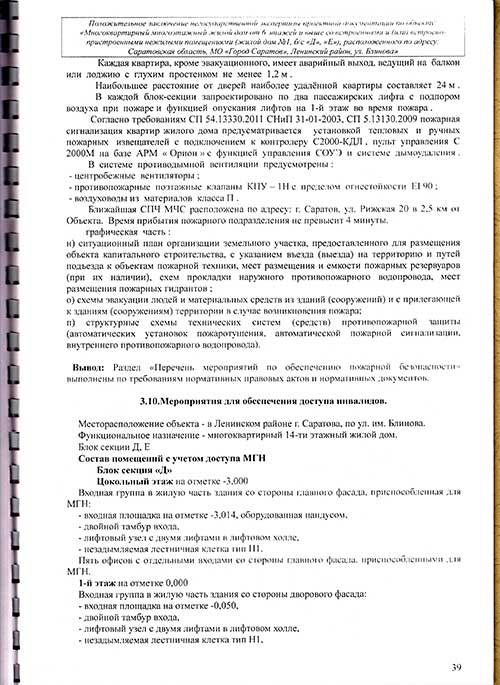 Положительное заключение негосударственной экспертизы проектной документации по объекту:
«Многоквартирный многоэтажный жилой дом от 6 этажей и выше со встроенными и (или) встроенно-
пристроенными нежилыми помещениями (жилой дом №1, б/с «Д», «Е»), расположенного по адресу:
Саратовская область, МО «Город Саратов», Ленинский район, ул. Блинова»
Каждая квартира, кроме эвакуационного, имеет аварийный выход, ведущий на балкон
или лоджию с глухим простенком не менее 1,2 м .
Наибольшее расстояние от дверей наиболее удалённой квартиры составляет 24 м .
В каждой блок-секции запроектировано по два пассажирских лифта с подпором
воздуха при пожаре и функцией опускания лифтов на 1-й этаж во время пожара .
Согласно требованиям СП 54.13330.2011 СНиП 31-01-2003, СП 5.13130.2009 пожарная
сигнализация квартир жилого дома предусматривается установкой тепловых и ручных
пожарных извещателей с подключением к контролеру С2000-КДЛ , пульт управления С
2000М на базе АРМ « Орион » с функцией управления СОУЭ и системе дымоудаления .
В системе противодымной вентиляции предусмотрены :
- центробежные вентиляторы ;
- противопожарные поэтажные клапаны КПУ – 1Н с пределом огнестойкости EI 90 ;
- воздуховоды из материалов класса П .
Ближайшая СПЧ МЧС расположена по адресу: г. Саратов, ул. Рижская 20 в 2,5 км от
Объекта. Время прибытия пожарного подразделения не превысит 4 минуты.
графическая часть :
н) ситуационный план организации земельного участка, предоставленного для размещения
объекта капитального строительства, с указанием въезда (выезда) на территорию и путей
подъезда к объектам пожарной техники, мест размещения и емкости пожарных резервуаров
(при их наличии), схем прокладки наружного противопожарного водопровода, мест
размещения пожарных гидрантов ;
о) схемы эвакуации людей и материальных средств из зданий (сооружений) и с прилегающей
к зданиям (сооружениям) территории в случае возникновения пожара;
п) структурные схемы технических систем (средств) противопожарной защиты
(автоматических установок пожаротушения, автоматической пожарной сигнализации,
внутреннего противопожарного водопровода).
Вывод: Раздел «Перечень мероприятий по обеспечению пожарной безопасности»
выполнены по требованиям нормативных правовых актов и нормативных документов.
3.10.Мероприятия для обеспечения доступа инвалидов.
Месторасположение объекта - в Ленинском районе г. Саратова, по ул. им. Блинова.
Функциональное назначение - многоквартирный 14-ти этажный жилой дом.
Блок секции Д, Е
Состав помещений с учетом доступа МГН
Блок секция «Д»
Цокольный этаж на отметке -3,000
Входная группа в жилую часть здания со стороны главного фасада, приспособленная для
МГН:
- входная площадка на отметке -3,014, оборудованная пандусом,
- двойной тамбур входа,
- лифтовый узел с двумя лифтами в лифтовом холле,
- незадымляемая лестничная клетка тип Н1.
Пять офисов с отдельными входами со стороны главного фасада, приспособленными для
МГН.
1-й этаж на отметке 0,000
Входная группа в жилую часть здания со стороны дворового фасада:
- входная площадка на отметке -0,050,
- двойной тамбур входа,
- лифтовый узел с двумя лифтами в лифтовом холле,
- незадымляемая лестничная клетка тип Н1,
39